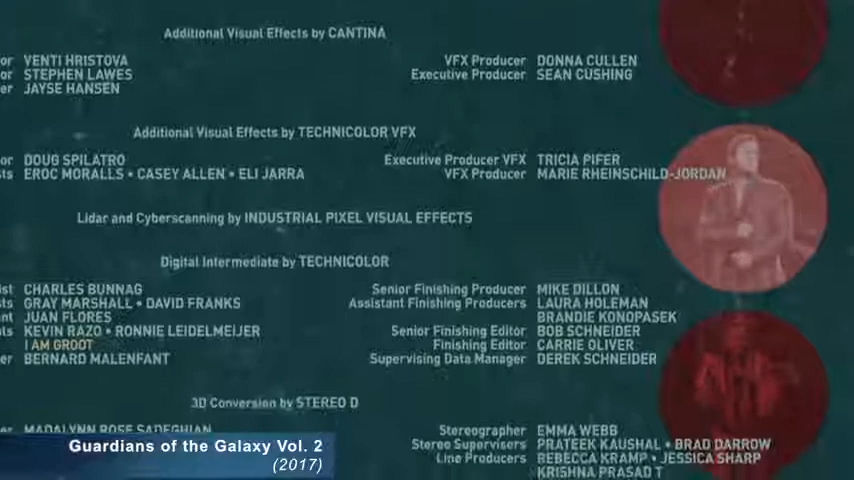 Additional Visual Effects by CANTINA
or VENTI HRISTOVA VFX Producer DONNA CULLEN
or STEPHEN LAWES Executive Producer SEAN CUSHING
er JAYSE HANSEN
Additional Visual Effects by TECHNICOLOR VFX
or DOUG SPILATRO Executive Producer VFX TRICIA PIFER
sts EROC MORALLS • CASEY ALLEN • ELI JARRA VFX Producer MARIE RHEINSCHILD-JORDAN
Lidar and Cyberscanning by INDUSTRIAL PIXEL VISUAL EFFECTS
Digital Intermediate by TECHNICOLOR
ist CHARLES BUNNAG Senior Finishing Producer MIKE DILLON
sts GRAY MARSHALL • DAVID FRANKS Assistant Finishing Producers LAURA HOLEMAN
nt JUAN FLORES BRANDIE KONOPASEK
nts KEVIN RAZO • RONNIE LEIDELMEIJER Senior Finishing Editor BOB SCHNEIDER
I AM GROOT Finishing Editor CARRIE OLIVER
er BERNARD MALENFANT Supervising Data Manager DEREK SCHNEIDER
3D Conversion by STEREO D
er MADALYNN ROSE SADEGHIAN Stereographer EMMA WEBB
Stereo Supervisors PRATEEK KAUSHAL • BRAD DARROW
Line Producers REBECCA KRAMP • JESSICA SHARP
KRISHNA PRASAD T
Guardians of the Galaxy Vol. 2
(2017)